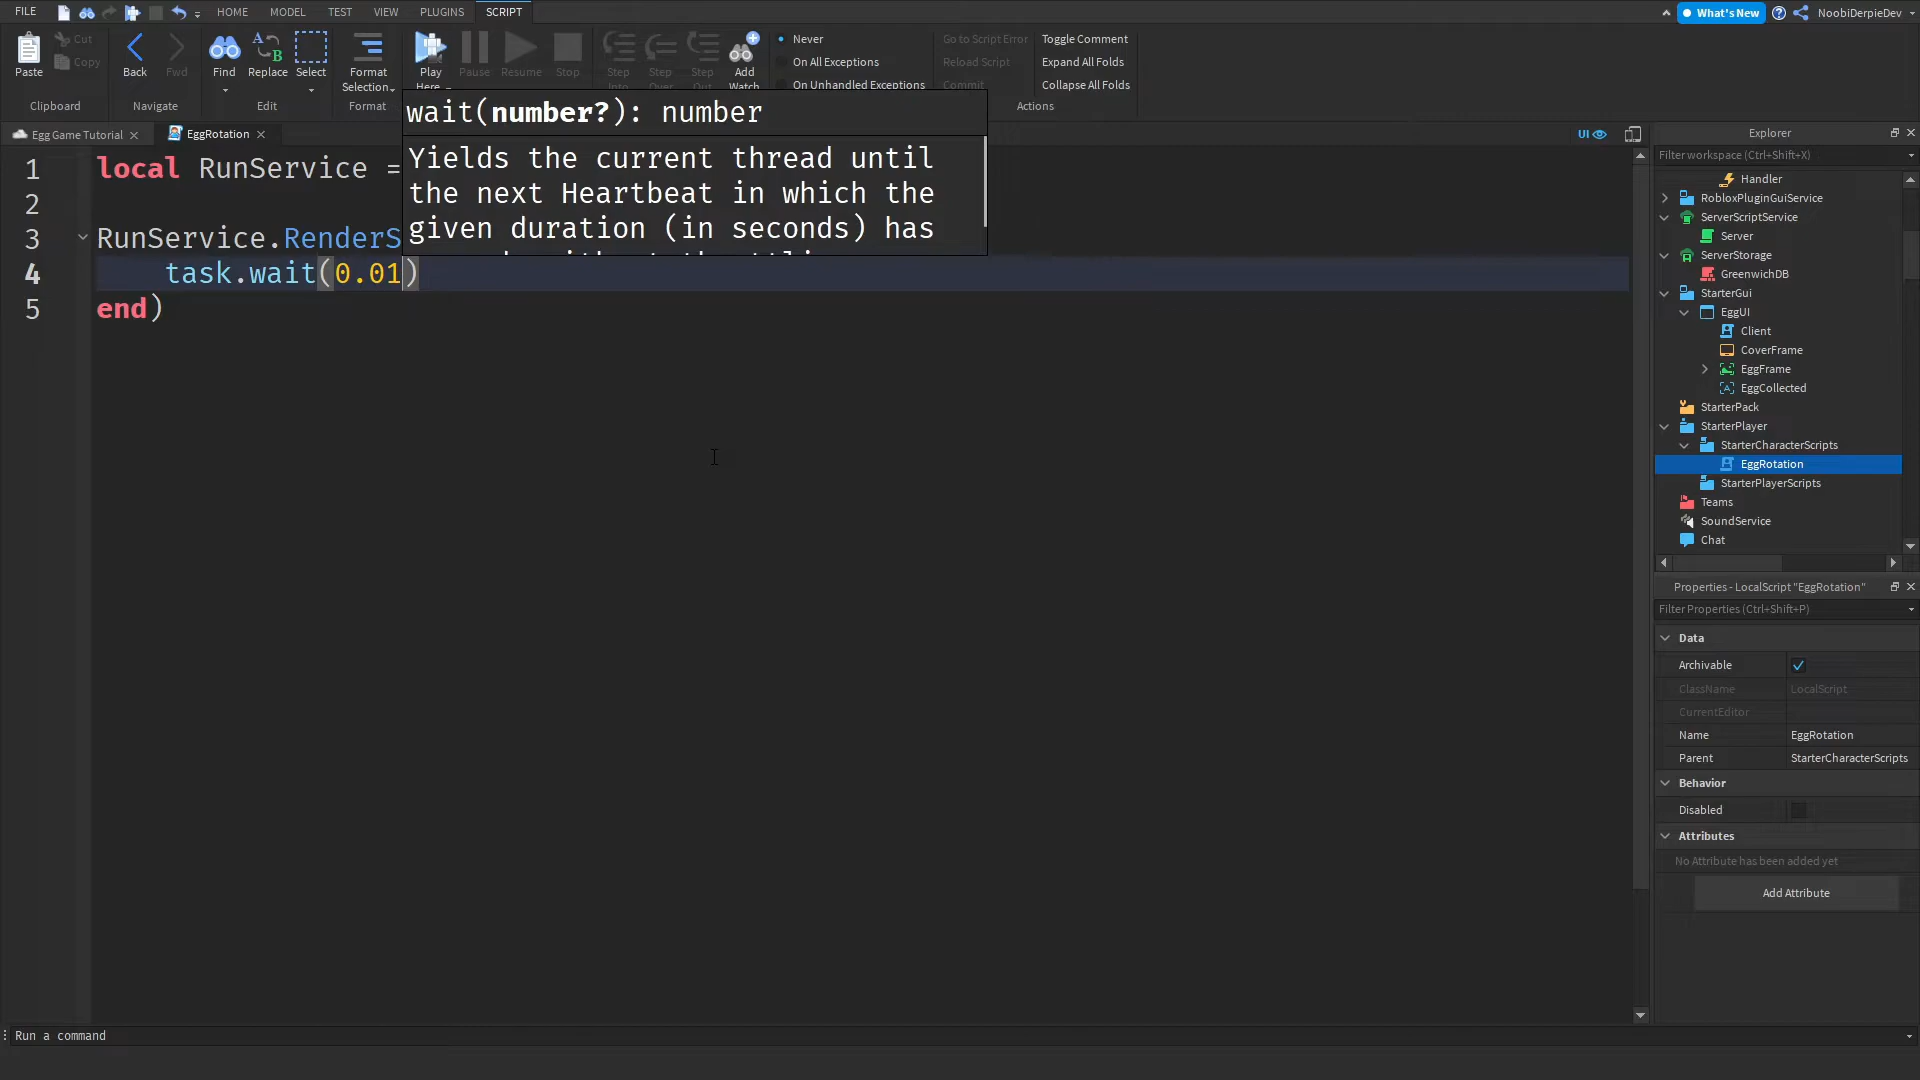 FILE HOME MODEL TEST VIEW PLUGINS SCRIPT What's New NoobiDerpieDev
Paste Cut Copy Back Fwd Find Replace Select Format Selection Play Here Pause Resume Stop Step Into Step Over Step Out Add Watch
Never
On All Exceptions
On Unhandled Exceptions
Go to Script Error
Reload Script
Commit
Toggle Comment
Expand All Folds
Collapse All Folds
Clipboard Navigate Edit Format Actions
Egg Game Tutorial EggRotation UI
wait(number?): number
Yields the current thread until
the next Heartbeat in which the
given duration (in seconds) has
1 local RunService =
2
3 RunService.RenderS
4 task.wait(0.01)
5 end)
Explorer
Filter workspace (Ctrl+Shift+X)
Handler
RobloxPluginGuiService
ServerScriptService
Server
ServerStorage
GreenwichDB
StarterGui
EggUI
Client
CoverFrame
EggFrame
EggCollected
StarterPack
StarterPlayer
StarterCharacterScripts
EggRotation
StarterPlayerScripts
Teams
SoundService
Chat
Properties - LocalScript "EggRotation"
Filter Properties (Ctrl+Shift+P)
Data
Archivable
ClassName LocalScript
CurrentEditor
Name EggRotation
Parent StarterCharacterScripts
Behavior
Disabled
Attributes
No Attribute has been added yet
Add Attribute
Run a command